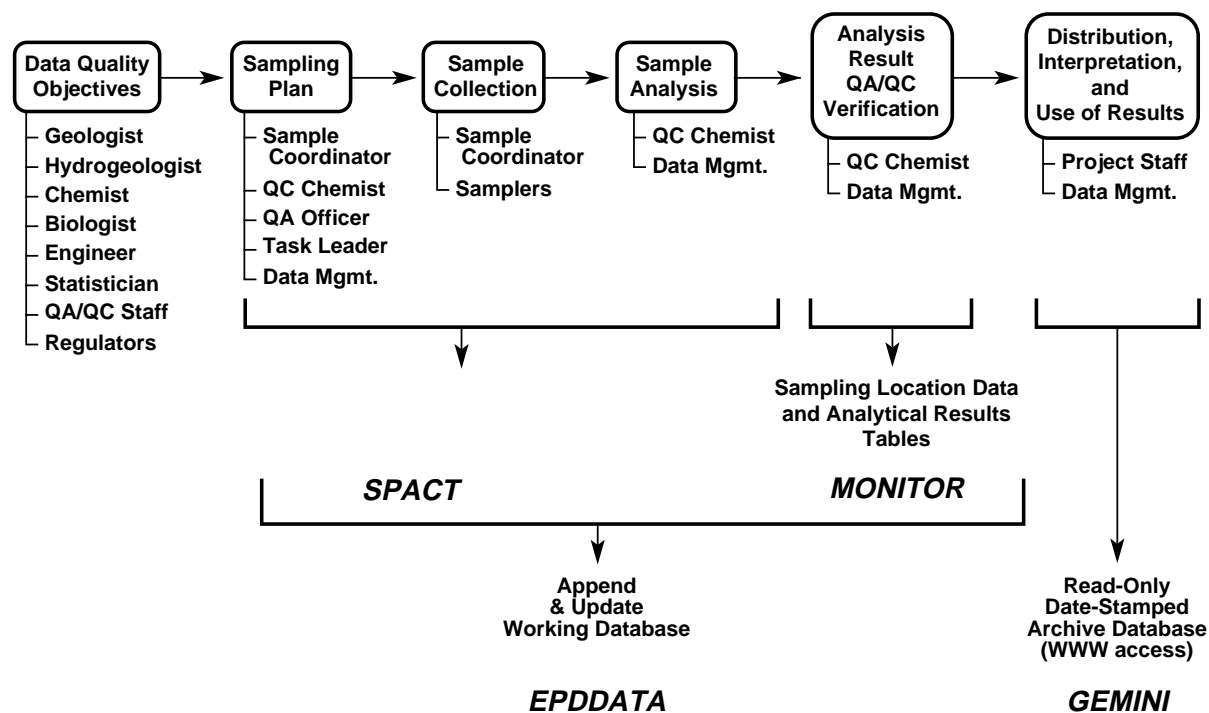 Data Quality
Objectives
Geologist
Hydrogeologist
Chemist
Biologist
Engineer
Statistician
QA/QC Staff
Regulators
Sampling
Plan
Sample
Coordinator
QC Chemist
QA Officer
Task Leader
Data Mgmt.
Sample
Collection
Sample
Coordinator
Samplers
Sample
Analysis
QC Chemist
Data Mgmt.
Analysis
Result
QA/QC
Verification
QC Chemist
Data Mgmt.
Distribution,
Interpretation,
and
Use of Results
Project Staff
Data Mgmt.
Sampling Location Data
and Analytical Results
Tables
SPACT
MONITOR
Append
& Update
Working Database
Read-Only
Date-Stamped
Archive Database
(WWW access)
EPDDATA
GEMINI